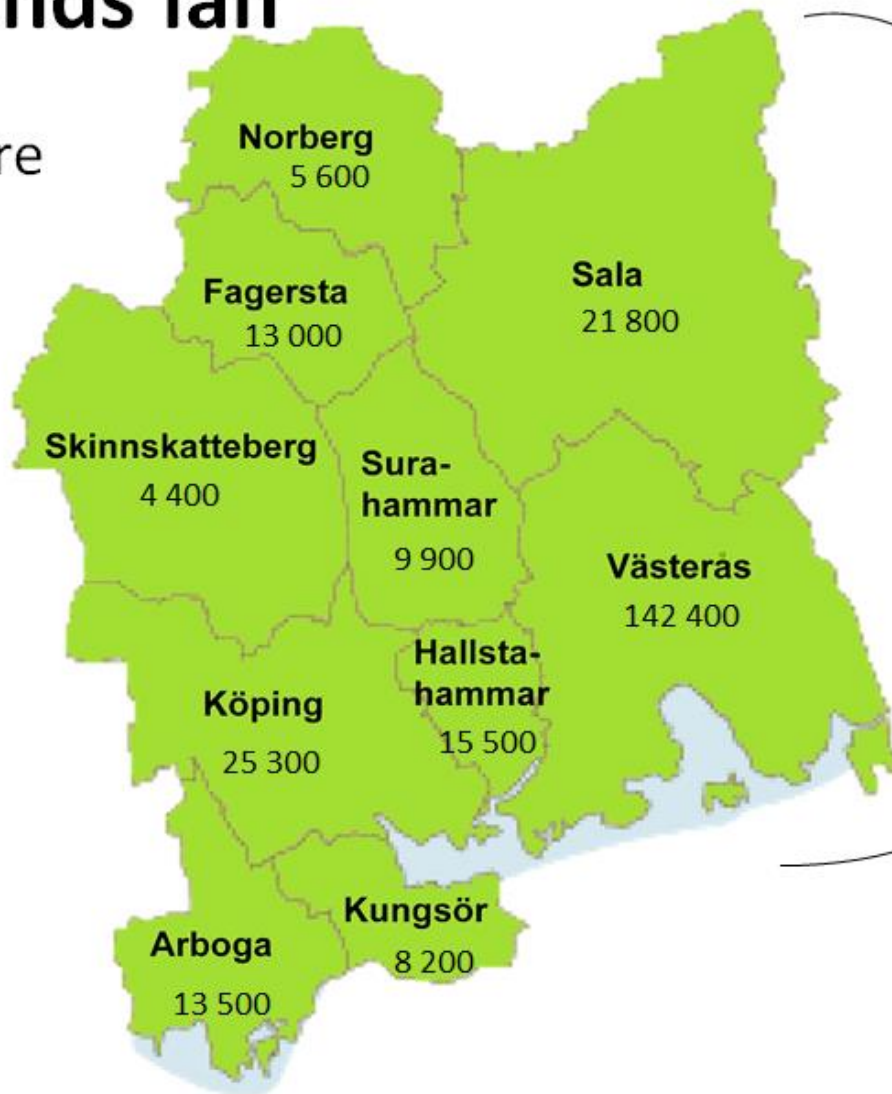 nds län
re
Norberg
5 600
Sala
21 800
Fagersta
13 000
Skinnskatteberg
4 400
Sura-
hammar
9 900
Västerås
142 400
Hallsta-
hammar
15 500
Köping
25 300
Kungsör
8 200
Arboga
13 500